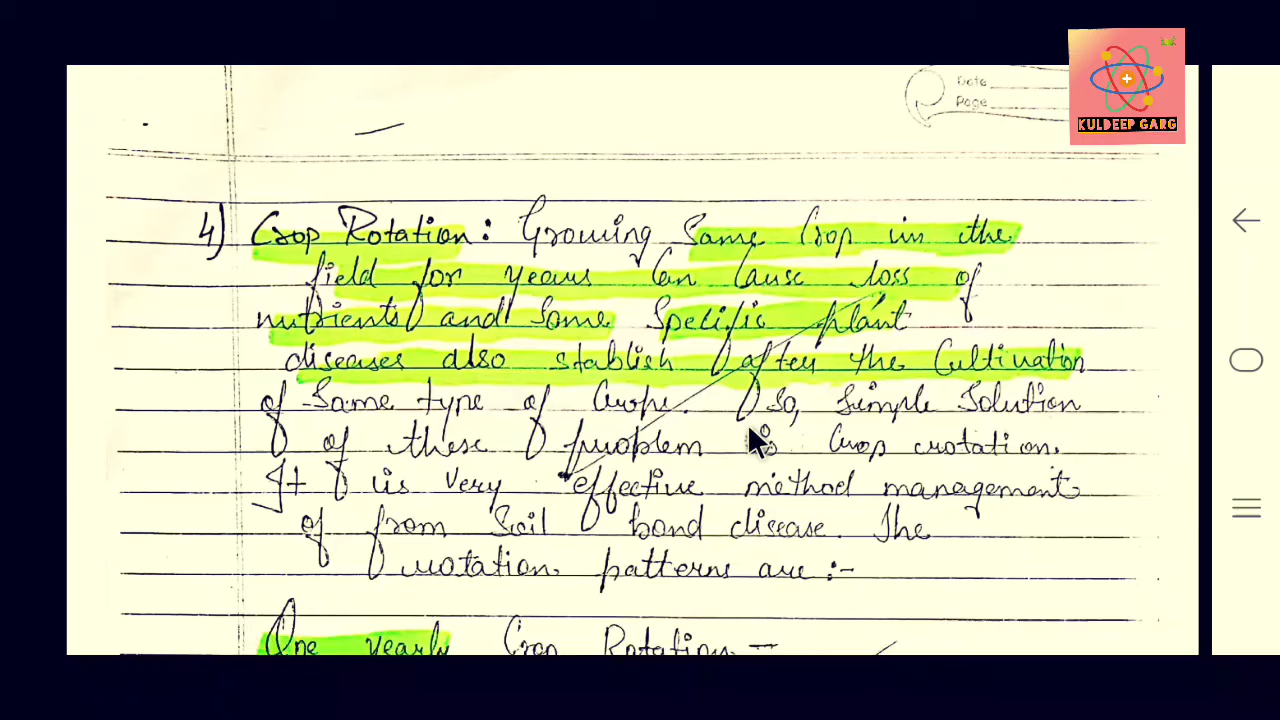 Date
Page
KULDEEP GARG
4) Crop Rotation: Growing Same Crop in the
field for years Can Cause loss of
nutrients and Some Specific plant
diseases also stablish after the Cultivation
of Same type of Crops. So, Simple Solution
of these problem is Crop rotation.
It is very effective method management
of from Soil bond disease. The
rotation patterns are :-
One yearly Crop Rotation -